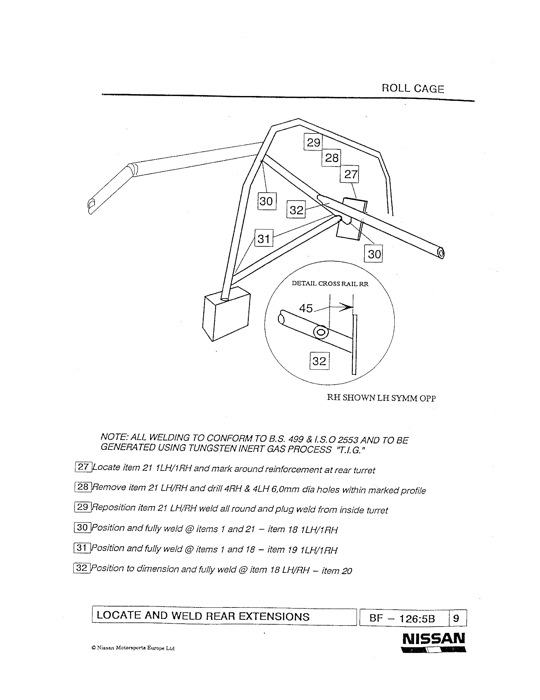 ROLL CAGE
29
28
27
30
32
31
30
DETAIL CROSS RAIL RR
45
32
RH SHOWN LH SYMM OPP
NOTE: ALL WELDING TO CONFORM TO B.S. 499 & I.S.O 2553 AND TO BE
GENERATED USING TUNGSTEN INERT GAS PROCESS "T.I.G."
27 Locate item 21 1LH/1RH and mark around reinforcement at rear turret
28 Remove item 21 LH/RH and drill 4RH & 4LH 6,0mm dia holes within marked profile
29 Reposition item 21 LH/RH weld all round and plug weld from inside turret
30 Position and fully weld @ items 1 and 21 – item 18 1LH/1RH
31 Position and fully weld @ items 1 and 18 – item 19 1LH/1RH
32 Position to dimension and fully weld @ item 18 LH/RH – item 20
LOCATE AND WELD REAR EXTENSIONS BF – 126:5B 9
NISSAN
© Nissan Motorsports Europe Ltd